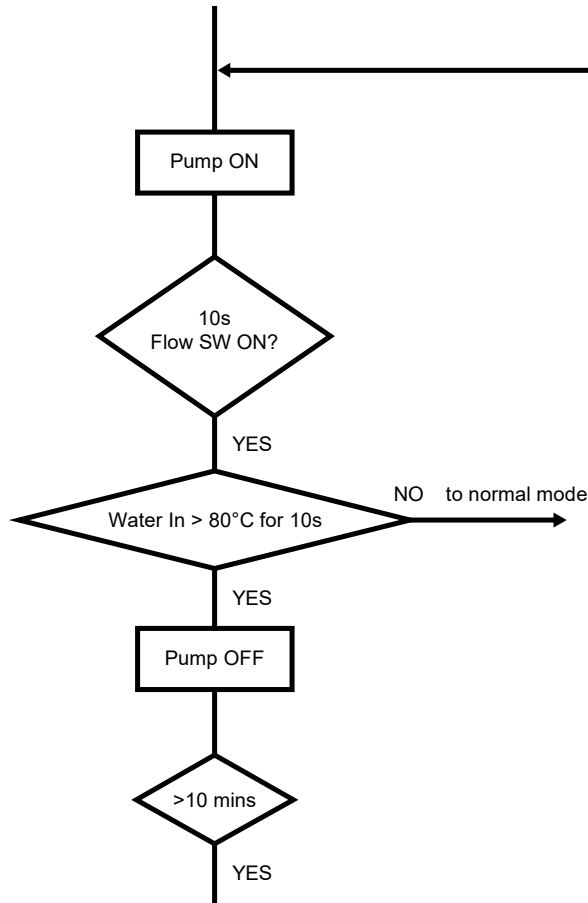 Pump ON
10s
Flow SW ON?
YES
NO to normal mode
Water In > 80°C for 10s
YES
Pump OFF
>10 mins
YES